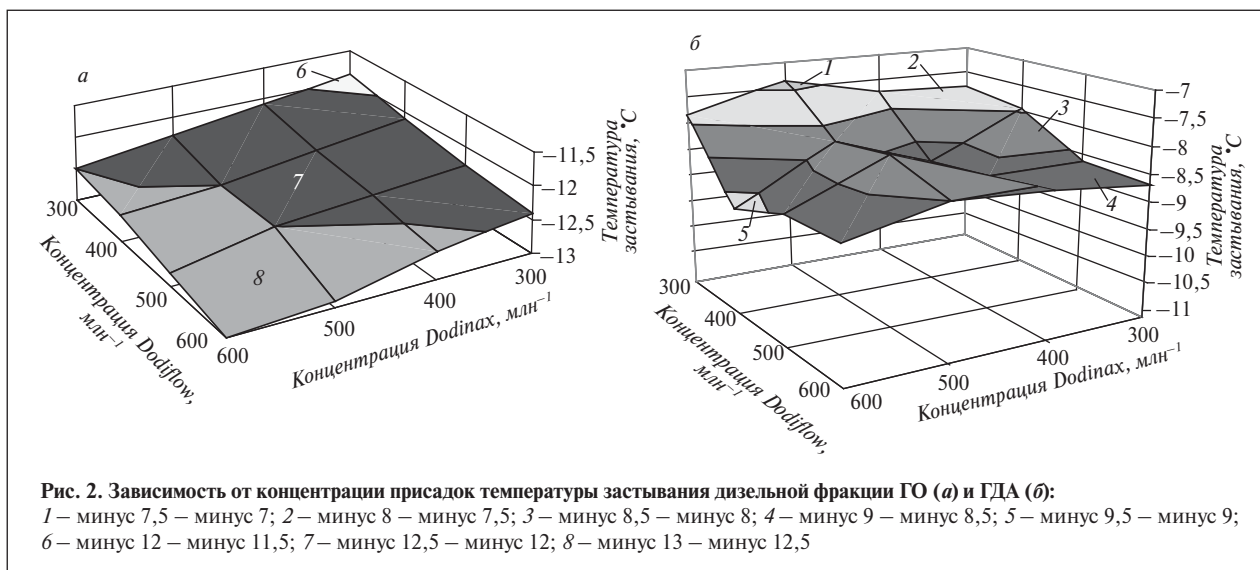 а
6
7
8
−11,5
−12
−12,5
−13
Температура
застывания, °C
300
400
500
600
Концентрация Dodiflow,
млн⁻¹
600
500
400
300
Концентрация Dodinax, млн⁻¹
б
1
2
3
4
5
−7
−7,5
−8
−8,5
−9
−9,5
−10
−10,5
−11
Температура
застывания, °C
300
400
500
600
Концентрация Dodiflow,
млн⁻¹
600
500
400
300
Концентрация Dodinax, млн⁻¹
Рис. 2. Зависимость от концентрации присадок температуры застывания дизельной фракции ГО (а) и ГДА (б):
1 – минус 7,5 – минус 7; 2 – минус 8 – минус 7,5; 3 – минус 8,5 – минус 8; 4 – минус 9 – минус 8,5; 5 – минус 9,5 – минус 9;
6 – минус 12 – минус 11,5; 7 – минус 12,5 – минус 12; 8 – минус 13 – минус 12,5